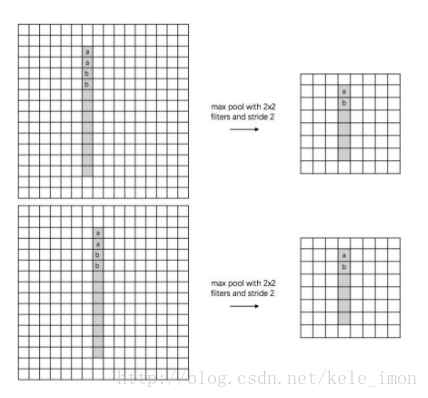 a
a
b
b
max pool with 2x2
filters and stride 2
a
b
a
a
b
b
max pool with 2x2
filters and stride 2
a
b
http://blog.csdn.net/kele_imon